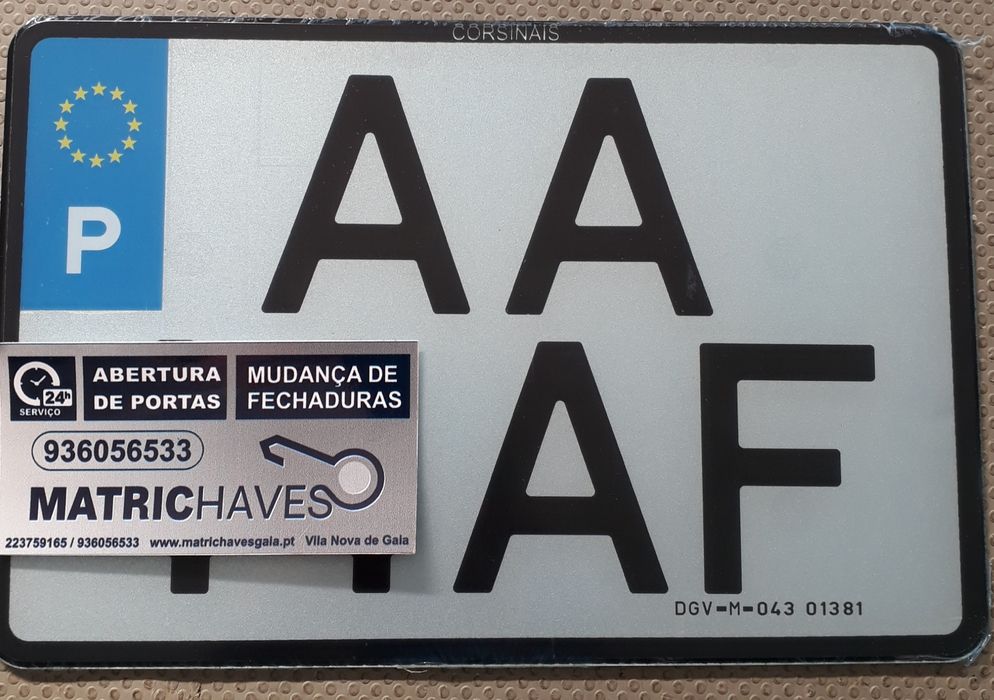 CORSINAIS
P
AA
AF
24h
SERVIÇO
ABERTURA
DE PORTAS
MUDANÇA DE
FECHADURAS
936056533
MATRICHAVES
223759165 / 936056533 www.matrichavesgaia.pt Vila Nova de Gaia
DGV-M-043 01381